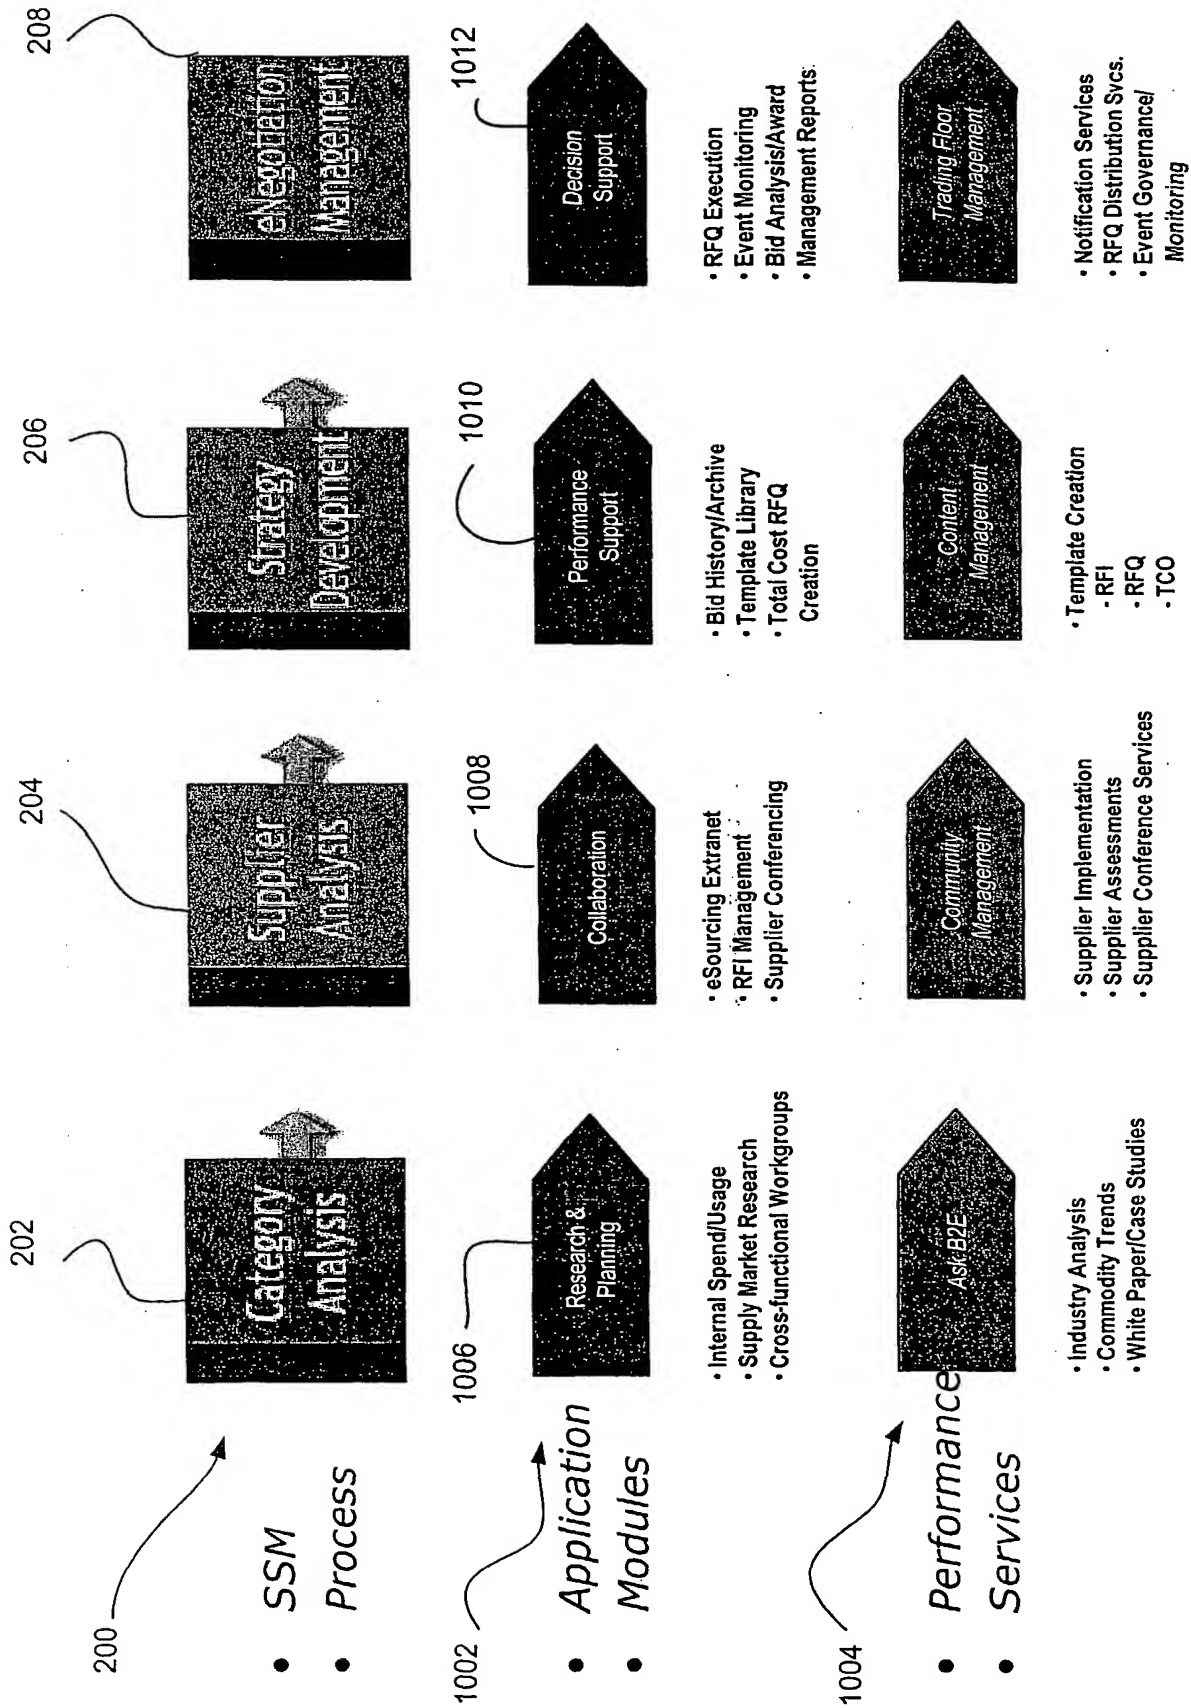 200
• SSM
• Process
202
Category
Analysis
204
Supplier
Analysis
206
Strategy
Development
208
eNegotiation
Management
1002
• Application
• Modules
1006
Research &
Planning
• Internal Spend/Usage
• Supply Market Research
• Cross-functional Workgroups
1008
Collaboration
• eSourcing Extranet
• RFI Management
• Supplier Conferencing
1010
Performance
Support
• Bid History/Archive
• Template Library
• Total Cost RFQ
Creation
1012
Decision
Support
• RFQ Execution
• Event Monitoring
• Bid Analysis/Award
• Management Reports
1004
• Performance
• Services
AskB2E
• Industry Analysis
• Commodity Trends
• White Paper/Case Studies
Community
Management
• Supplier Implementation
• Supplier Assessments
• Supplier Conference Services
Content
Management
• Template Creation
- RFI
- RFQ
- TCO
Trading Floor
Management
• Notification Services
• RFQ Distribution Svcs.
• Event Governance/
Monitoring